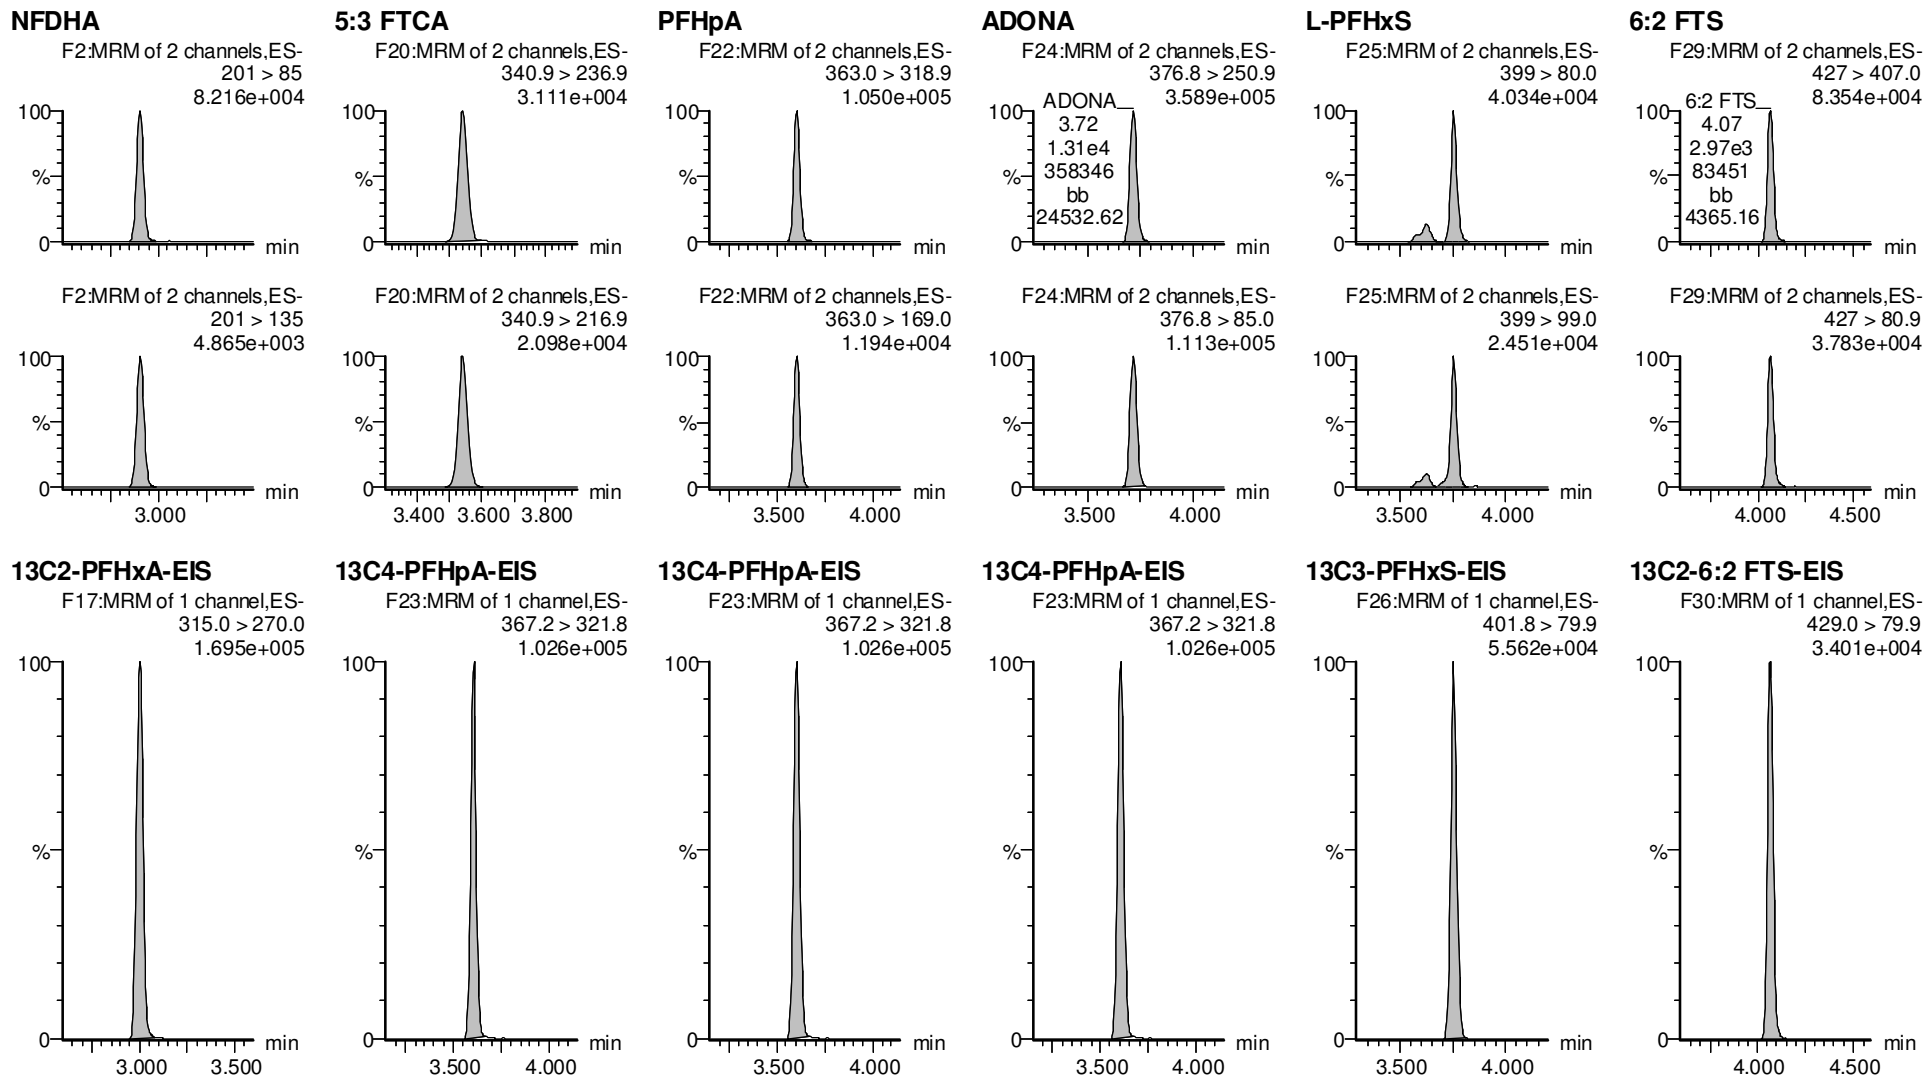 NFDHA
F2:MRM of 2 channels,ES-
201 > 85
8.216e+004
100
%
0
min
5:3 FTCA
F20:MRM of 2 channels,ES-
340.9 > 236.9
3.111e+004
100
%
0
min
PFHpA
F22:MRM of 2 channels,ES-
363.0 > 318.9
1.050e+005
100
%
0
min
ADONA
F24:MRM of 2 channels,ES-
376.8 > 250.9
3.589e+005
100
%
0
min
ADONA
3.72
1.31e4
358346
bb
24532.62
L-PFHxS
F25:MRM of 2 channels,ES-
399 > 80.0
4.034e+004
100
%
0
min
6:2 FTS
F29:MRM of 2 channels,ES-
427 > 407.0
8.354e+004
100
%
0
min
6:2 FTS
4.07
2.97e3
83451
bb
4365.16
F2:MRM of 2 channels,ES-
201 > 135
4.865e+003
100
%
0
min
3.000
F20:MRM of 2 channels,ES-
340.9 > 216.9
2.098e+004
100
%
0
min
3.400 3.600 3.800
F22:MRM of 2 channels,ES-
363.0 > 169.0
1.194e+004
100
%
0
min
3.500 4.000
F24:MRM of 2 channels,ES-
376.8 > 85.0
1.113e+005
100
%
0
min
3.500 4.000
F25:MRM of 2 channels,ES-
399 > 99.0
2.451e+004
100
%
0
min
3.500 4.000
F29:MRM of 2 channels,ES-
427 > 80.9
3.783e+004
100
%
0
min
4.000 4.500
13C2-PFHxA-EIS
F17:MRM of 1 channel,ES-
315.0 > 270.0
1.695e+005
100
%
0
min
3.000 3.500
13C4-PFHpA-EIS
F23:MRM of 1 channel,ES-
367.2 > 321.8
1.026e+005
100
%
0
min
3.500 4.000
13C4-PFHpA-EIS
F23:MRM of 1 channel,ES-
367.2 > 321.8
1.026e+005
100
%
0
min
3.500 4.000
13C4-PFHpA-EIS
F23:MRM of 1 channel,ES-
367.2 > 321.8
1.026e+005
100
%
0
min
3.500 4.000
13C3-PFHxS-EIS
F26:MRM of 1 channel,ES-
401.8 > 79.9
5.562e+004
100
%
0
min
3.500 4.000
13C2-6:2 FTS-EIS
F30:MRM of 1 channel,ES-
429.0 > 79.9
3.401e+004
100
%
0
min
4.000 4.500